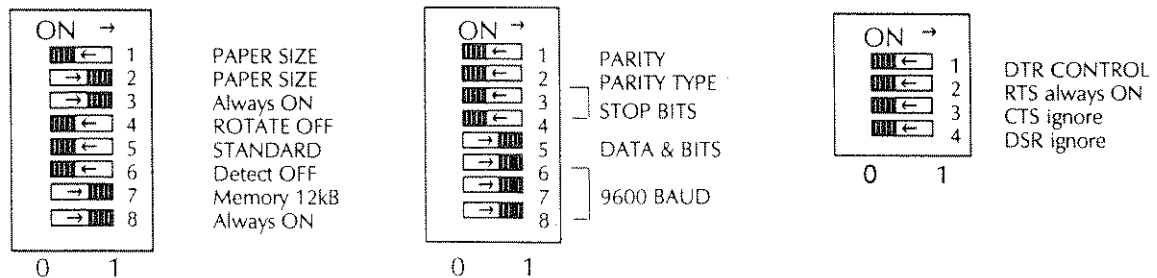 ON →
← 1 PAPER SIZE
→ 2 PAPER SIZE
→ 3 Always ON
← 4 ROTATE OFF
← 5 STANDARD
← 6 Detect OFF
→ 7 Memory 12kB
→ 8 Always ON
0 1
ON →
← 1 PARITY
← 2 PARITY TYPE
← 3
STOP BITS
← 4
→ 5 DATA & BITS
→ 6
→ 7 9600 BAUD
→ 8
0 1
ON →
← 1 DTR CONTROL
← 2 RTS always ON
← 3 CTS ignore
← 4 DSR ignore
0 1